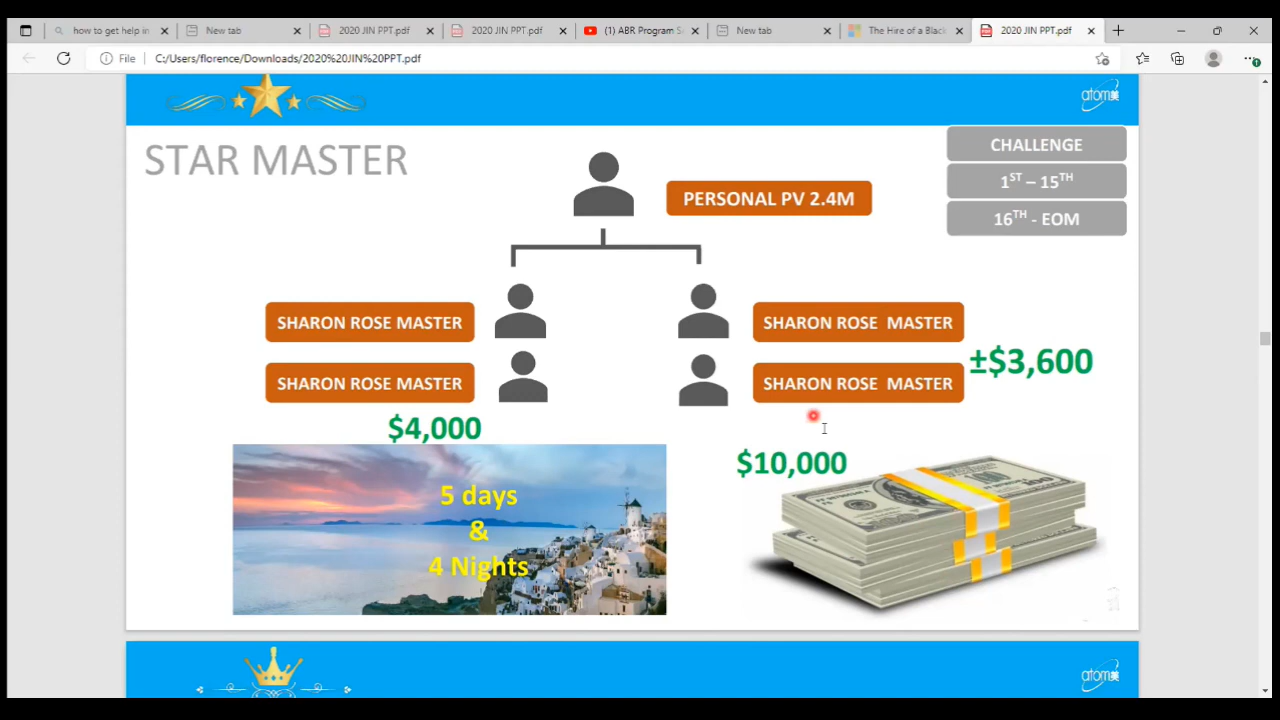 how to get help in
New tab
2020 JIN PPT.pdf
2020 JIN PPT.pdf
(1) ABR Program S
New tab
The Hire of a Black
2020 JIN PPT.pdf
File
C:/Users/florence/Downloads/2020%20JIN%20PPT.pdf
atom
STAR MASTER
CHALLENGE
1ST – 15TH
16TH - EOM
PERSONAL PV 2.4M
SHARON ROSE MASTER
SHARON ROSE MASTER
SHARON ROSE MASTER
SHARON ROSE MASTER
±$3,600
$4,000
$10,000
5 days
&
4 Nights
atom